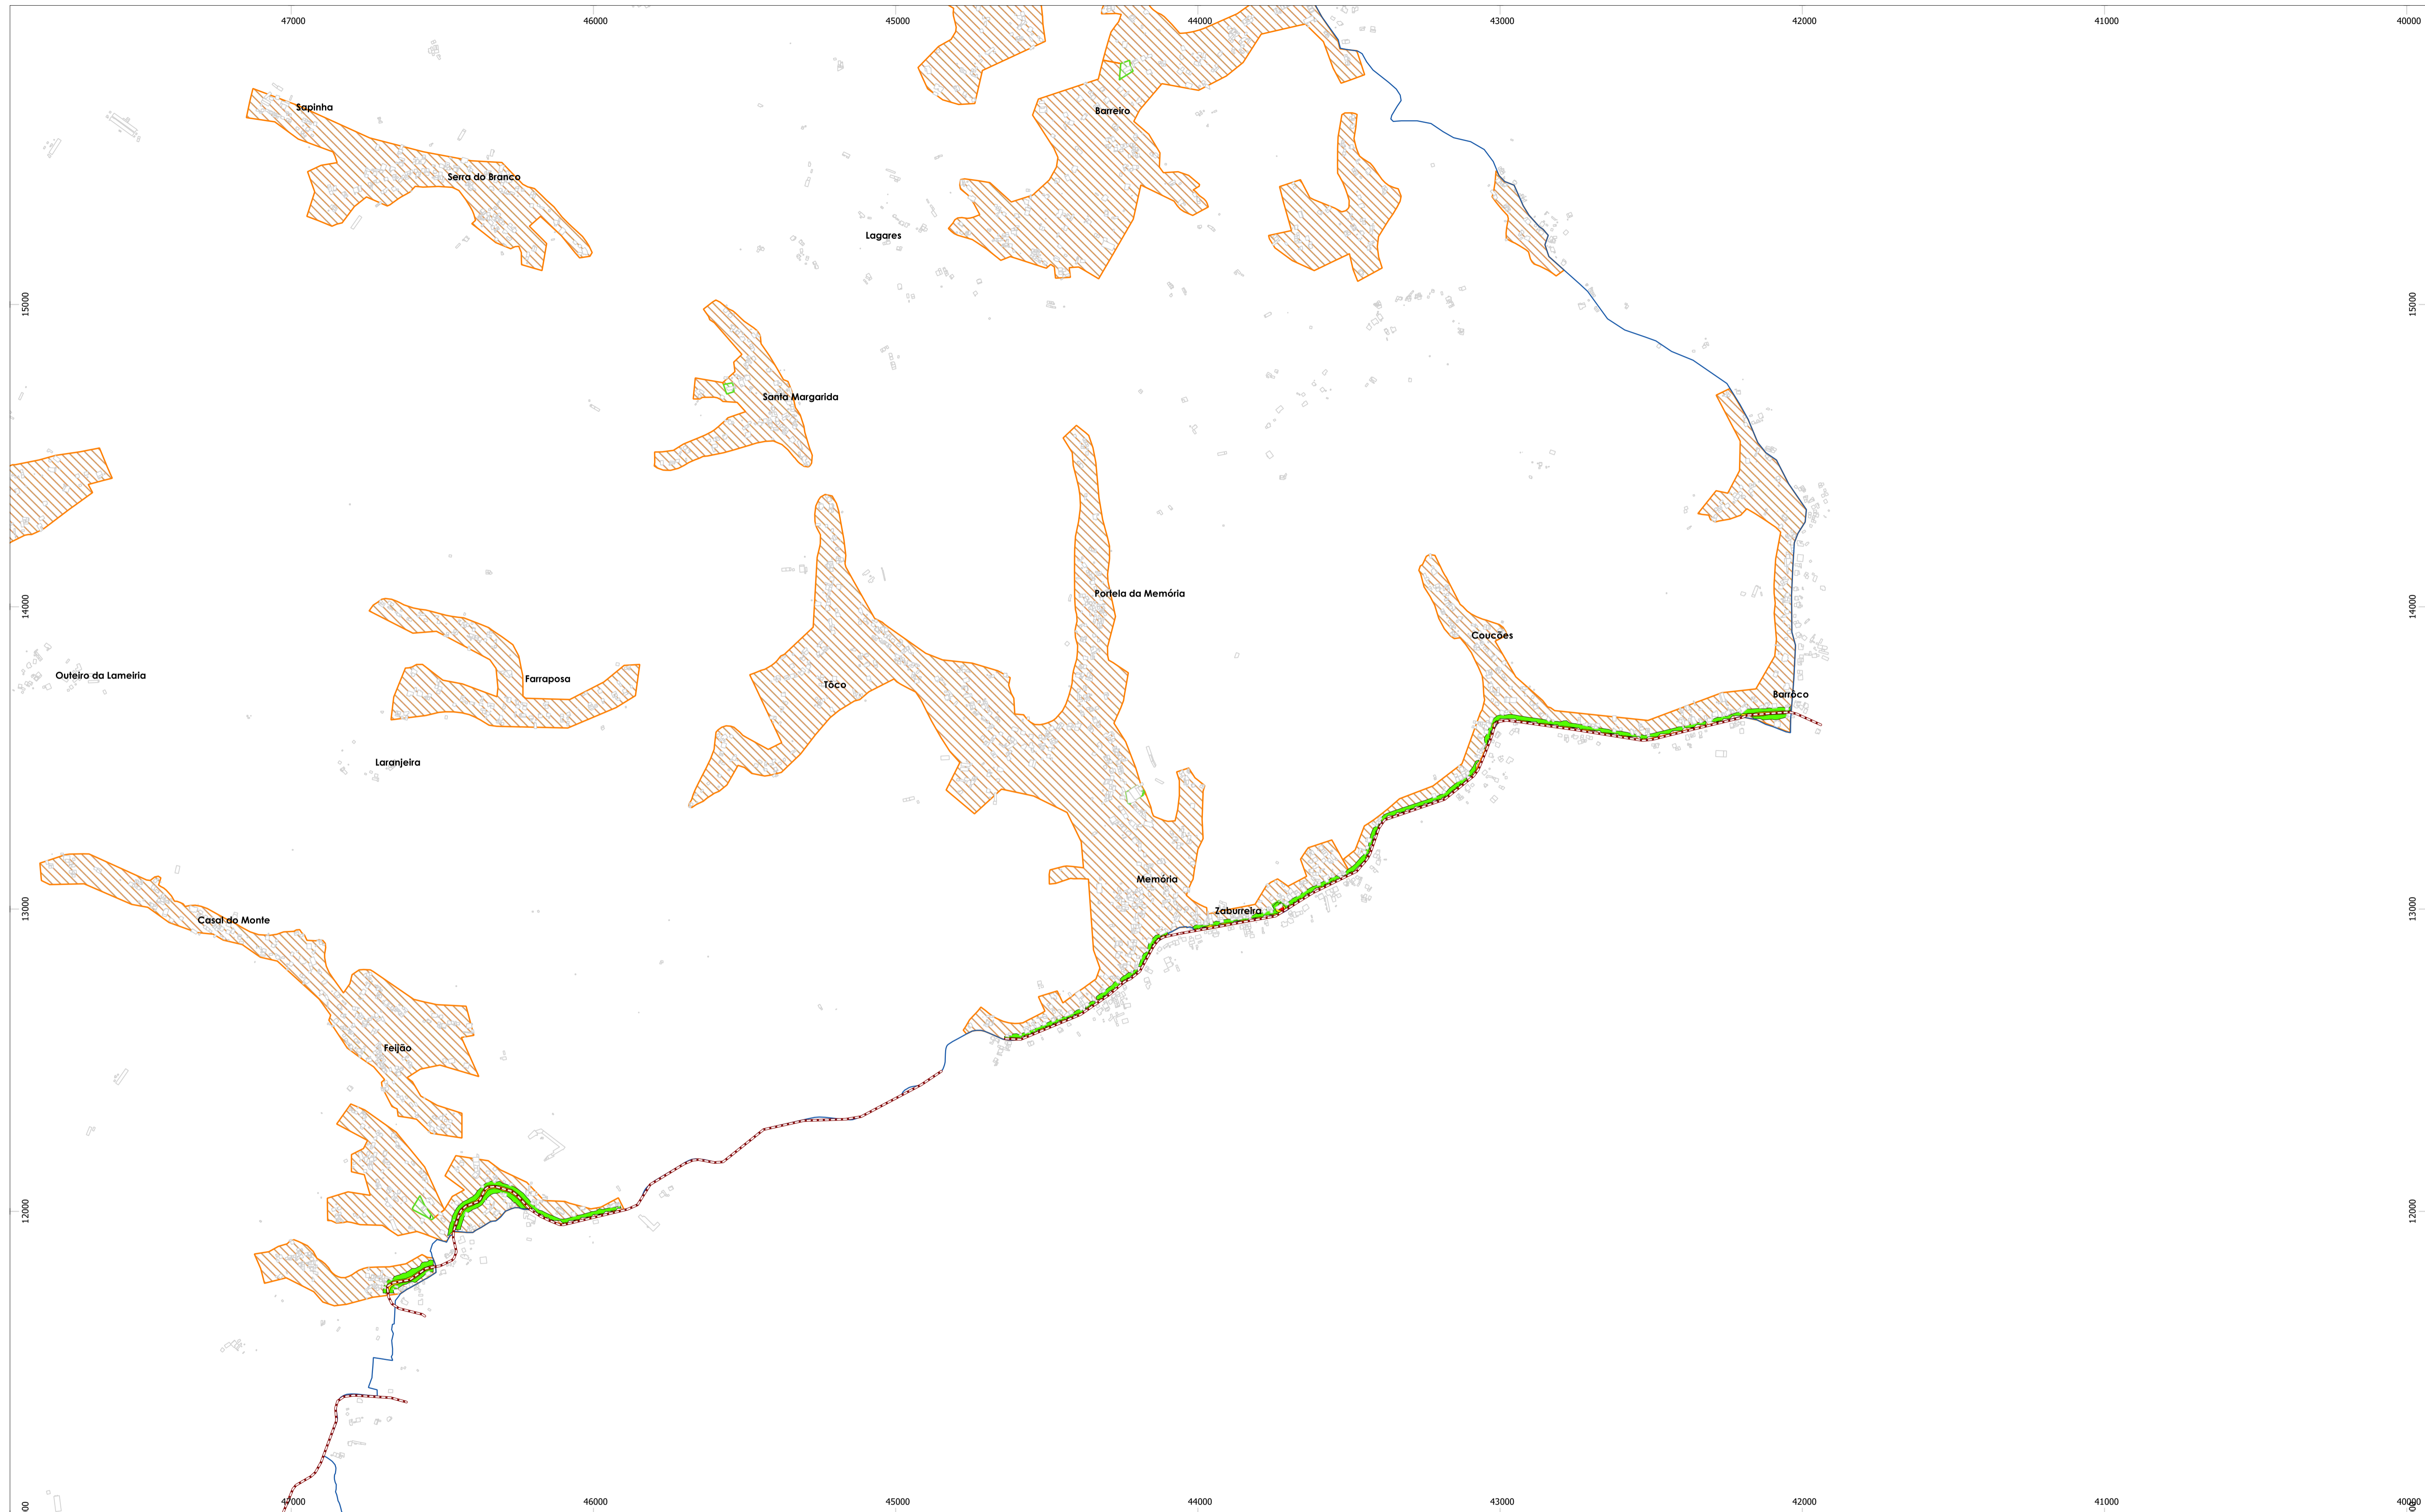 47000 46000 45000 44000 43000 42000 41000 40000
Sapinha
Barreiro
Serra do Branco
Lagares
15000 15000
Santa Margarida
14000 14000
Portela da Memória
Coucões
Outeiro da Lameiria
Farraposa
Tôco
Barrôco
Laranjeira
Memória
13000 13000
Zaburreira
Casal do Monte
Feijão
12000 12000
47000 46000 45000 44000 43000 42000 41000 40000